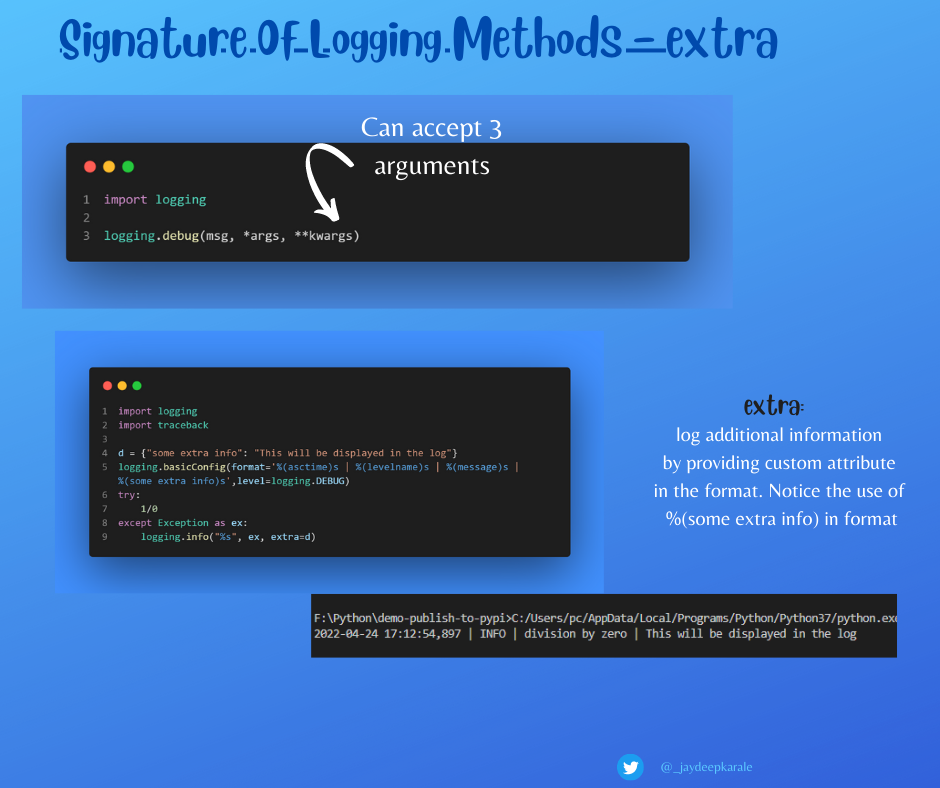 Signature Of Logging Methods - extra
Can accept 3
arguments
1 import logging
2
3 logging.debug(msg, *args, **kwargs)
1 import logging
2 import traceback
3
4 d = {"some extra info": "This will be displayed in the log"}
5 logging.basicConfig(format='%(asctime)s | %(levelname)s | %(message)s |
%(some extra info)s',level=logging.DEBUG)
6 try:
7     1/0
8 except Exception as ex:
9     logging.info("%s", ex, extra=d)
extra:
log additional information
by providing custom attribute
in the format. Notice the use of
%(some extra info) in format
F:\Python\demo-publish-to-pypi>C:/Users/pc/AppData/Local/Programs/Python/Python37/python.exe
2022-04-24 17:12:54,897 | INFO | division by zero | This will be displayed in the log
@_jaydeepkarale